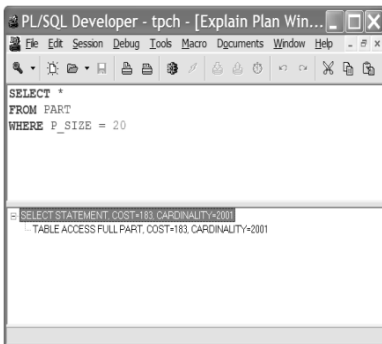 PL/SQL Developer - tpch - [Explain Plan Win...
File Edit Session Debug Tools Macro Documents Window Help
SELECT *
FROM PART
WHERE P_SIZE = 20
SELECT STATEMENT, COST=183, CARDINALITY=2001
TABLE ACCESS FULL PART, COST=183, CARDINALITY=2001